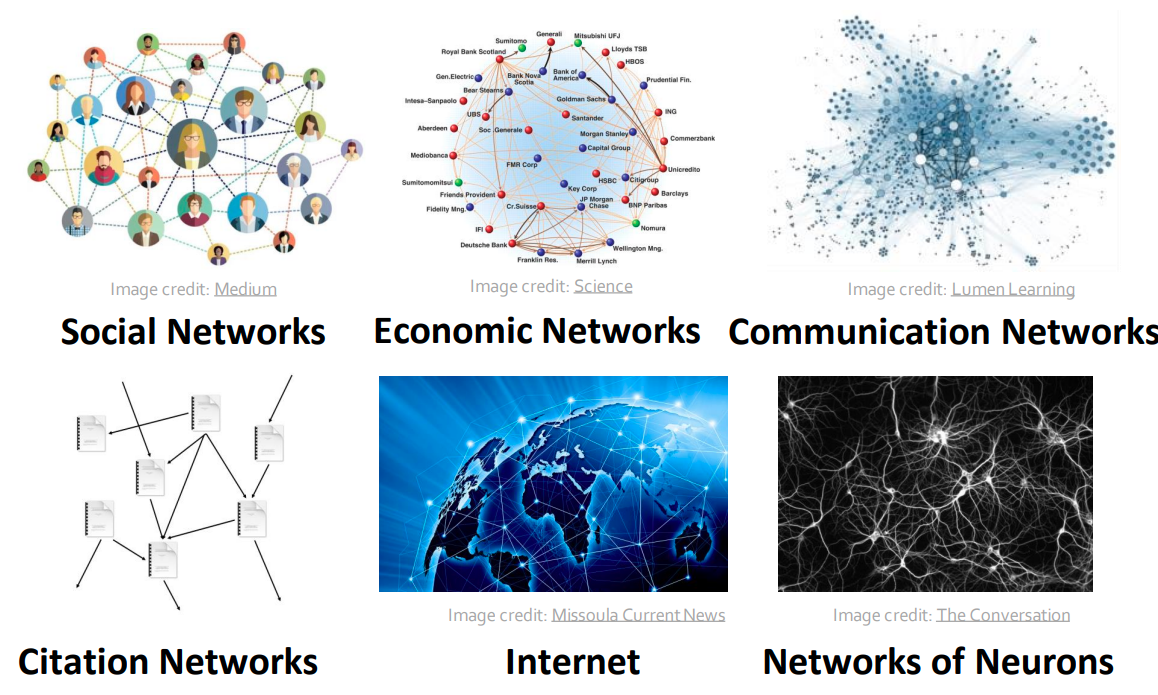 Sumitomo
Generali
Mitsubishi UFJ
Royal Bank Scotland
Lloyds TSB
HBOS
Gen.Electric
Bank Nova
Scotia
Bank of
America
Prudential Fin.
Bear Stearns
Intesa–Sanpaolo
Goldman Sachs
UBS
Santander
ING
Aberdeen
Soc.Generale
Morgan Stanley
Commerzbank
Mediobanca
Capital Group
FMR Corp
Unicredito
Sumitomomitsui
HSBC
Citigroup
Key Corp
Friends Provident
Barclays
JP Morgan
Chase
BNP Paribas
Fidelity Mng.
Cr.Suisse
IFI
Nomura
Deutsche Bank
Wellington Mng.
Franklin Res.
Merrill Lynch
Image credit: Medium
Image credit: Science
Image credit: Lumen Learning
Social Networks
Economic Networks
Communication Networks
Image credit: Missoula Current News
Image credit: The Conversation
Citation Networks
Internet
Networks of Neurons